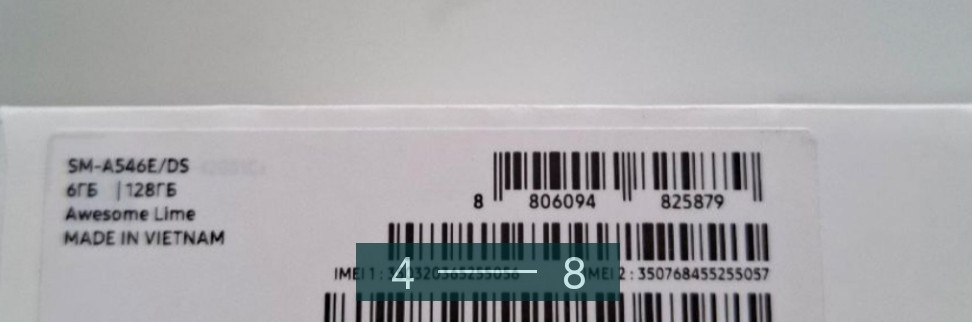 SM-A546E/DS
6ГБ | 128ГБ
Awesome Lime
MADE IN VIETNAM
8 806094 825879
IMEI 1 : IMEI 2 : 350768455255057
4 — 8